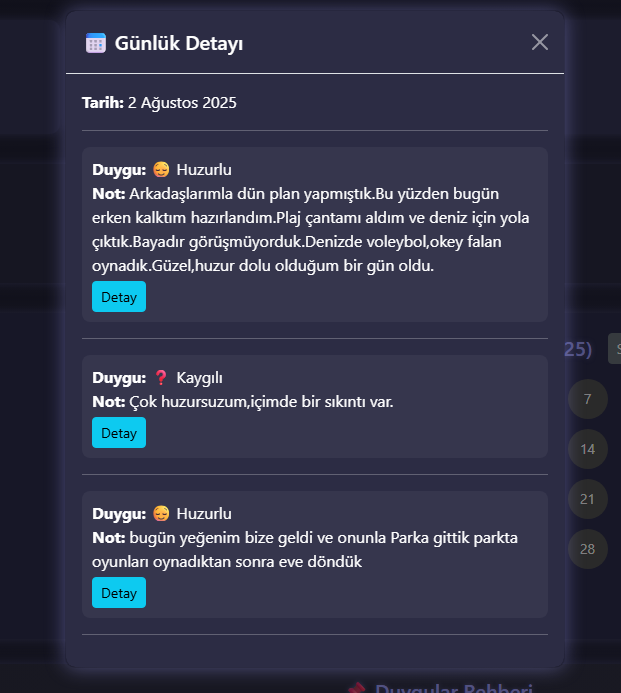 Günlük Detayı
Tarih: 2 Ağustos 2025
Duygu: 😌 Huzurlu
Not: Arkadaşlarımla dün plan yapmıştık.Bu yüzden bugün
erken kalktım hazırlandım.Plaj çantamı aldım ve deniz için yola
çıktık.Bayadır görüşmüyorduk.Denizde voleybol,okey falan
oynadık.Güzel,huzur dolu olduğum bir gün oldu.
Detay
25)
Duygu: ❓ Kaygılı
7
Not: Çok huzursuzum,içimde bir sıkıntı var.
Detay
14
21
Duygu: 😌 Huzurlu
Not: bugün yeğenim bize geldi ve onunla Parka gittik parkta
28
oyunları oynadıktan sonra eve döndük
Detay
Duygular Rehberi